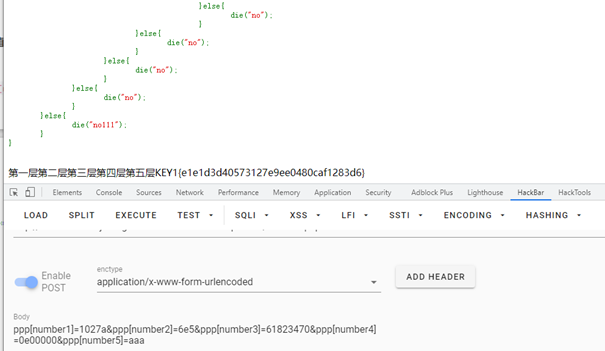 }else{
die("no");
}
}else{
die("no");
}
}else{
die("no");
}
}else{
die("no");
}
}else{
die("no111");
}
}
第一层第二层第三层第四层第五层KEY1{e1e1d3d40573127e9ee0480caf1283d6}
Elements Console Sources Network Performance Memory Application Security Adblock Plus Lighthouse HackBar HackTools
LOAD SPLIT EXECUTE TEST SQLI XSS LFI SSTI ENCODING HASHING
Enable POST
enctype
application/x-www-form-urlencoded
ADD HEADER
Body
ppp[number1]=1027a&ppp[number2]=6e5&ppp[number3]=61823470&ppp[number4]
=0e00000&ppp[number5]=aaa